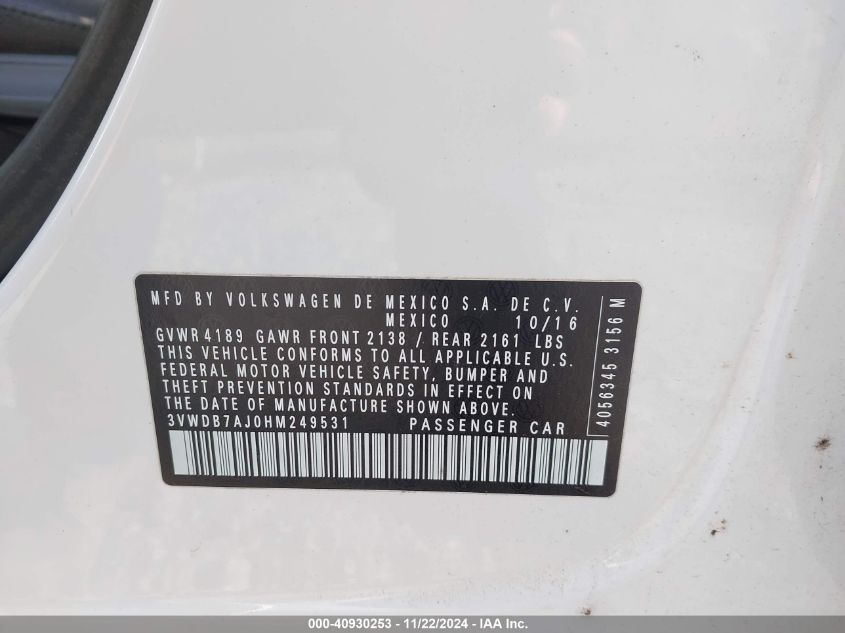 MFD BY VOLKSWAGEN DE MEXICO S.A. DE C.V.
MEXICO 10/16
GVWR 4189 GAWR FRONT 2138 / REAR 2161 LBS
THIS VEHICLE CONFORMS TO ALL APPLICABLE U.S.
FEDERAL MOTOR VEHICLE SAFETY, BUMPER AND
THEFT PREVENTION STANDARDS IN EFFECT ON
THE DATE OF MANUFACTURE SHOWN ABOVE.
3VWDB7AJ0HM249531 PASSENGER CAR
4056345 3156 M
000-40930253 - 11/22/2024 - © IAA Inc.